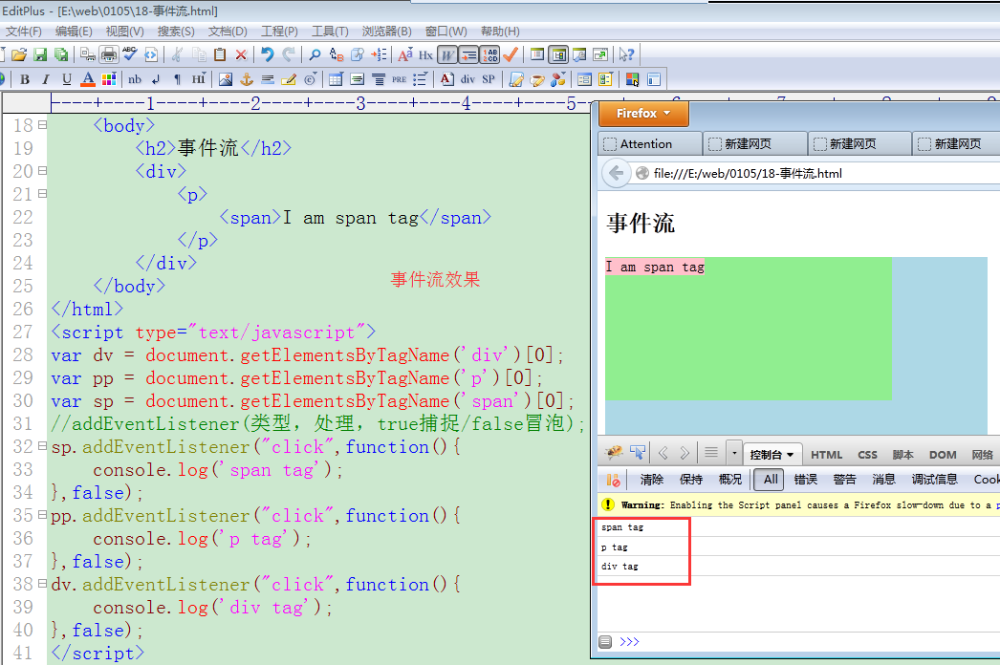 EditPlus - [E:\web\0105\18-事件流.html]
文件(F) 编辑(E) 视图(V) 搜索(S) 文档(D) 工程(P) 工具(T) 浏览器(B) 窗口(W) 帮助(H)
B I U A nb ¶ HI PRE A div SP
----+----1----+----2----+----3----+----4----+----5--
18 <body>
19 <h2>事件流</h2>
20 <div>
21 <p>
22 <span>I am span tag</span>
23 </p>
24 </div>
25 </body>
事件流效果
26 </html>
27 <script type="text/javascript">
28 var dv = document.getElementsByTagName('div')[0];
29 var pp = document.getElementsByTagName('p')[0];
30 var sp = document.getElementsByTagName('span')[0];
31 //addEventListener(类型, 处理, true捕捉/false冒泡);
32 sp.addEventListener("click",function(){
33 console.log('span tag');
34 },false);
35 pp.addEventListener("click",function(){
36 console.log('p tag');
37 },false);
38 dv.addEventListener("click",function(){
39 console.log('div tag');
40 },false);
41 </script>
Firefox
Attention 新建网页 新建网页 新建网页
file:///E:/web/0105/18-事件流.html
事件流
I am span tag
控制台 HTML CSS 脚本 DOM 网络
清除 保持 概况 All 错误 警告 消息 调试信息 Cook
Warning: Enabling the Script panel causes a Firefox slow-down due to a p
span tag
p tag
div tag
>>>